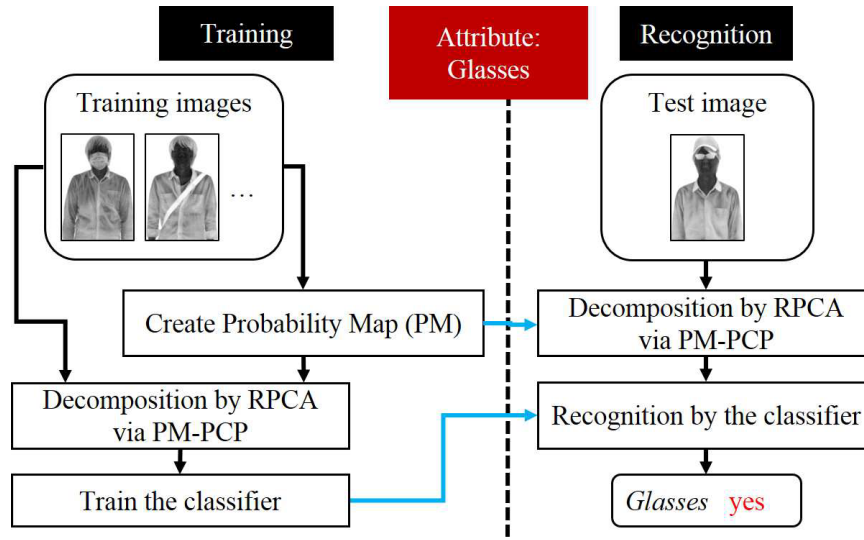 Training
Attribute:
Glasses
Recognition
Training images
...
Test image
Create Probability Map (PM)
Decomposition by RPCA
via PM-PCP
Decomposition by RPCA
via PM-PCP
Recognition by the classifier
Train the classifier
Glasses yes